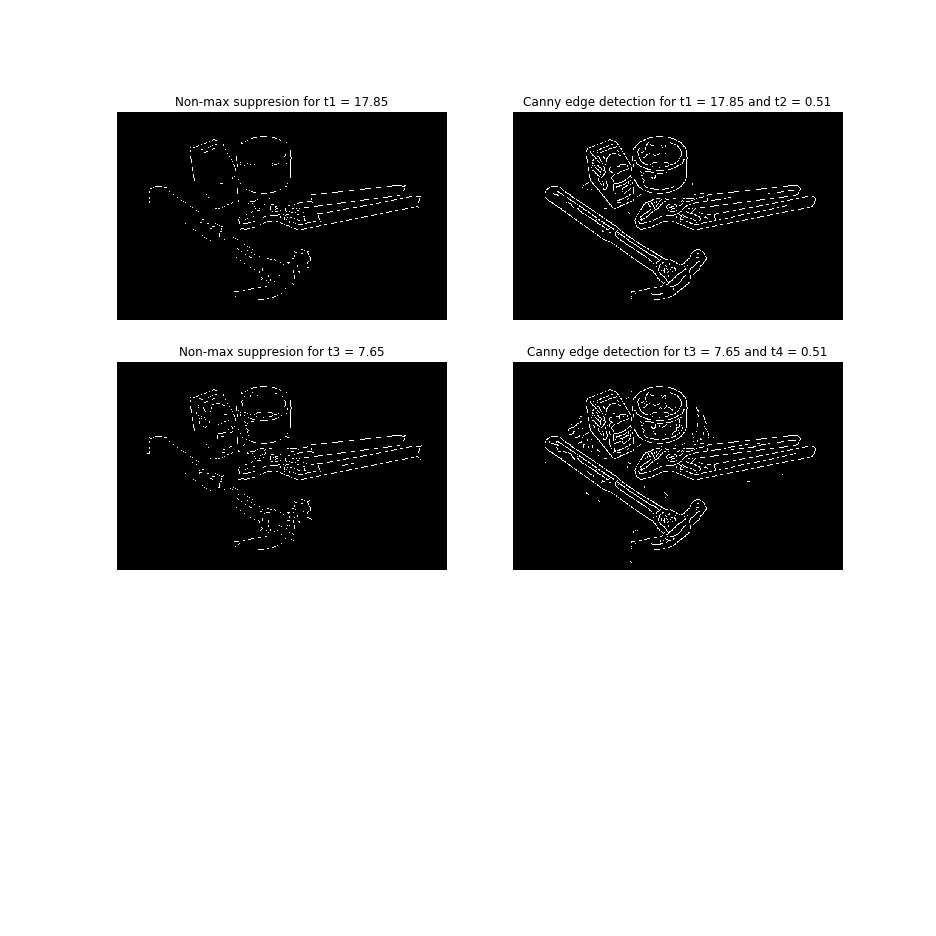 Non-max suppresion for t1 = 17.85
Canny edge detection for t1 = 17.85 and t2 = 0.51
Non-max suppresion for t3 = 7.65
Canny edge detection for t3 = 7.65 and t4 = 0.51